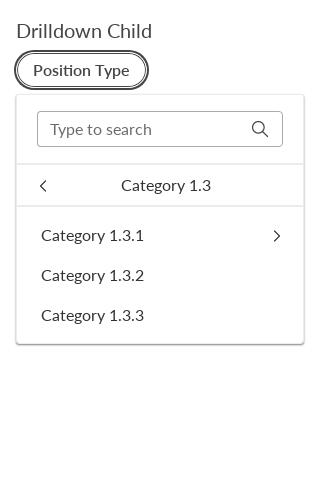 Drilldown Child
Position Type
Type to search
Category 1.3
Category 1.3.1
Category 1.3.2
Category 1.3.3